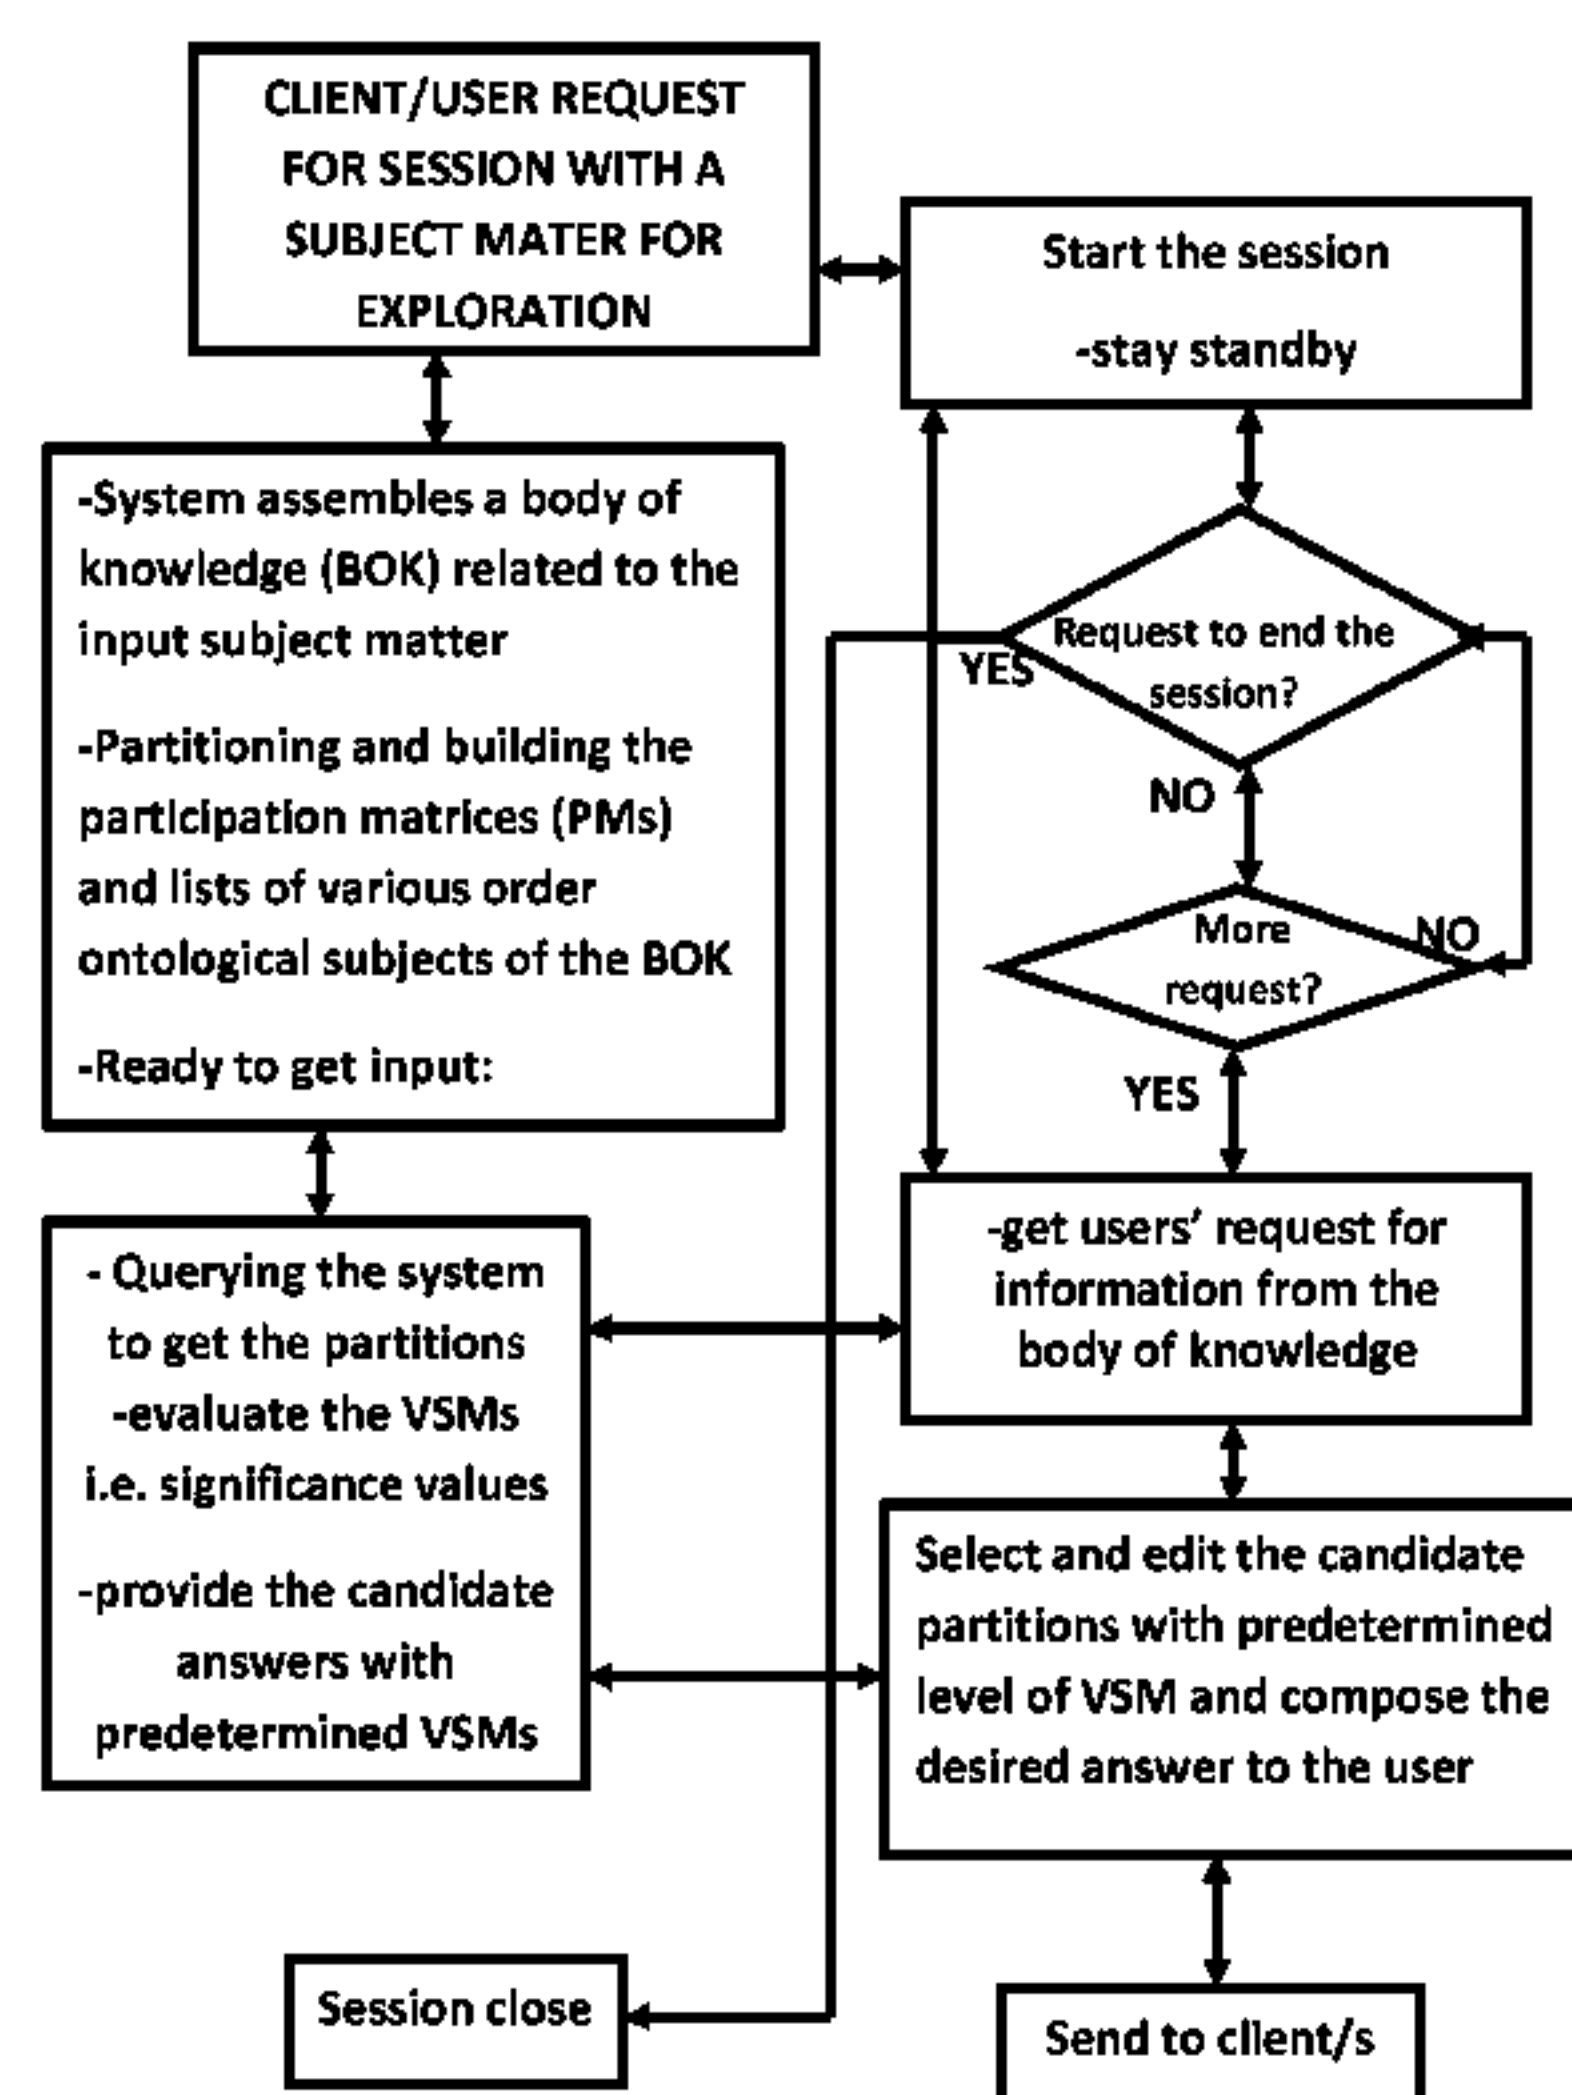 CLIENT/USER REQUEST
FOR SESSION WITH A
SUBJECT MATER FOR
EXPLORATION
Start the session
-stay standby
-System assembles a body of
knowledge (BOK) related to the
input subject matter
-Partitioning and building the
participation matrices (PMs)
and lists of various order
ontological subjects of the BOK
-Ready to get input:
Request to end the
session?
YES
NO
More
request?
NO
YES
- Querying the system
to get the partitions
-evaluate the VSMs
i.e. significance values
-provide the candidate
answers with
predetermined VSMs
-get users’ request for
information from the
body of knowledge
Select and edit the candidate
partitions with predetermined
level of VSM and compose the
desired answer to the user
Session close
Send to client/s